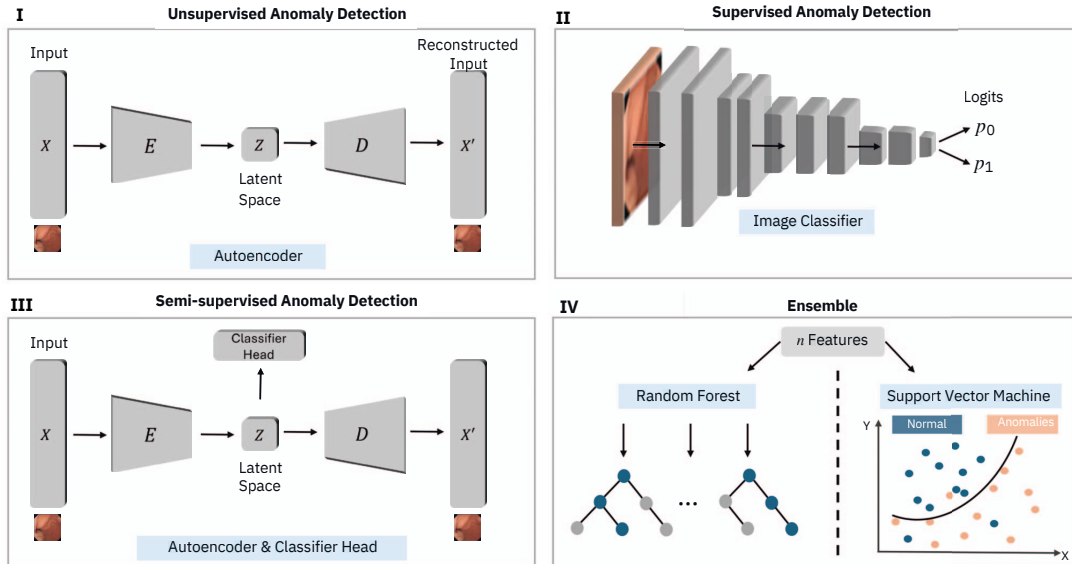 I
Unsupervised Anomaly Detection
Input
Reconstructed
Input
X
E
Z
D
X′
Latent
Space
Autoencoder
II
Supervised Anomaly Detection
Logits
p0
p1
Image Classifier
III
Semi-supervised Anomaly Detection
Input
Classifier
Head
X
E
Z
D
X′
Latent
Space
Autoencoder & Classifier Head
IV
Ensemble
n Features
Random Forest
Support Vector Machine
Y
Normal
Anomalies
...
X